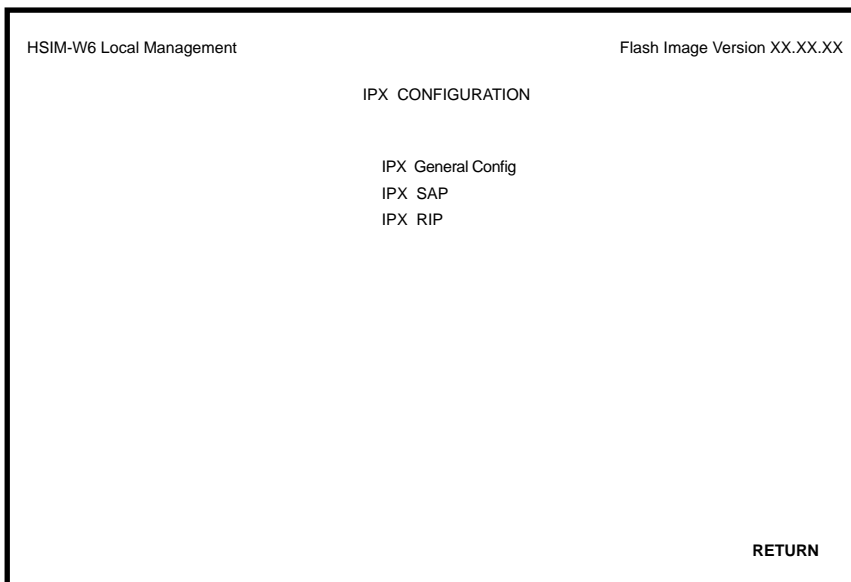 HSIM-W6 Local Management Flash Image Version XX.XX.XX
IPX CONFIGURATION
IPX General Config
IPX SAP
IPX RIP
RETURN